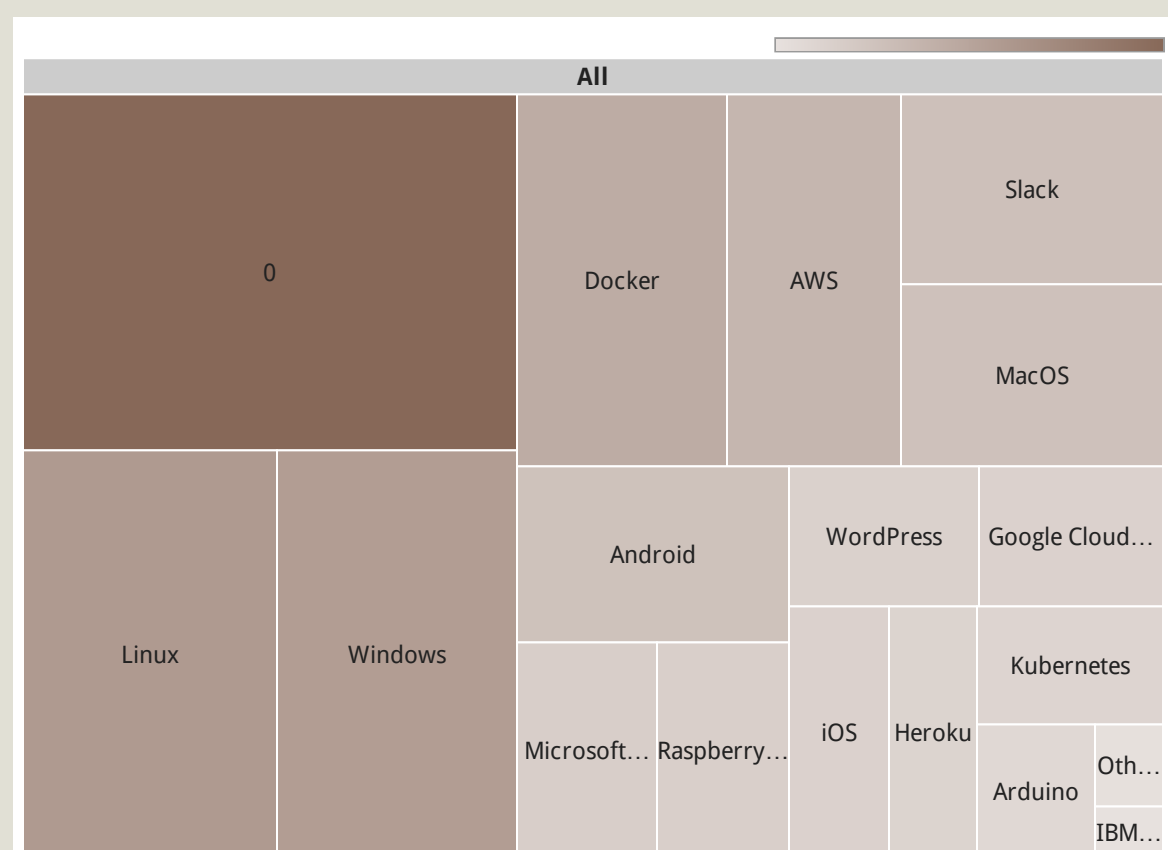 All
0
Docker
AWS
Slack
MacOS
Linux
Windows
Android
WordPress
Google Cloud...
Microsoft...
Raspberry...
iOS
Heroku
Kubernetes
Arduino
Oth...
IBM...